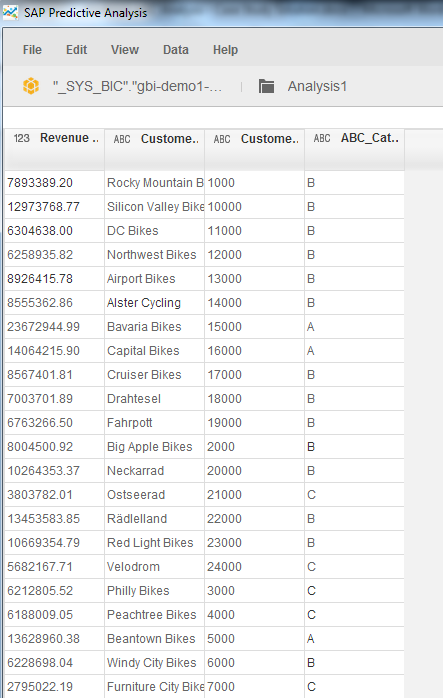 SAP Predictive Analysis
File Edit View Data Help
"_SYS_BIC"."gbi-demo1-... Analysis1
123 Revenue .. ABC Custome.. ABC Custome.. ABC ABC_Cat..
7893389.20 Rocky Mountain B 1000 B
12973768.77 Silicon Valley Bike 10000 B
6304638.00 DC Bikes 11000 B
6258935.82 Northwest Bikes 12000 B
8926415.78 Airport Bikes 13000 B
8555362.86 Alster Cycling 14000 B
23672944.99 Bavaria Bikes 15000 A
14064215.90 Capital Bikes 16000 A
8567401.81 Cruiser Bikes 17000 B
7003701.89 Drahtesel 18000 B
6763266.50 Fahrpott 19000 B
8004500.92 Big Apple Bikes 2000 B
10264353.37 Neckarrad 20000 B
3803782.01 Ostseerad 21000 C
13453583.85 Rädlelland 22000 B
10669354.79 Red Light Bikes 23000 B
5682167.71 Velodrom 24000 C
6212805.52 Philly Bikes 3000 C
6188009.05 Peachtree Bikes 4000 C
13628960.38 Beantown Bikes 5000 A
6228698.04 Windy City Bikes 6000 B
2795022.19 Furniture City Bike 7000 C